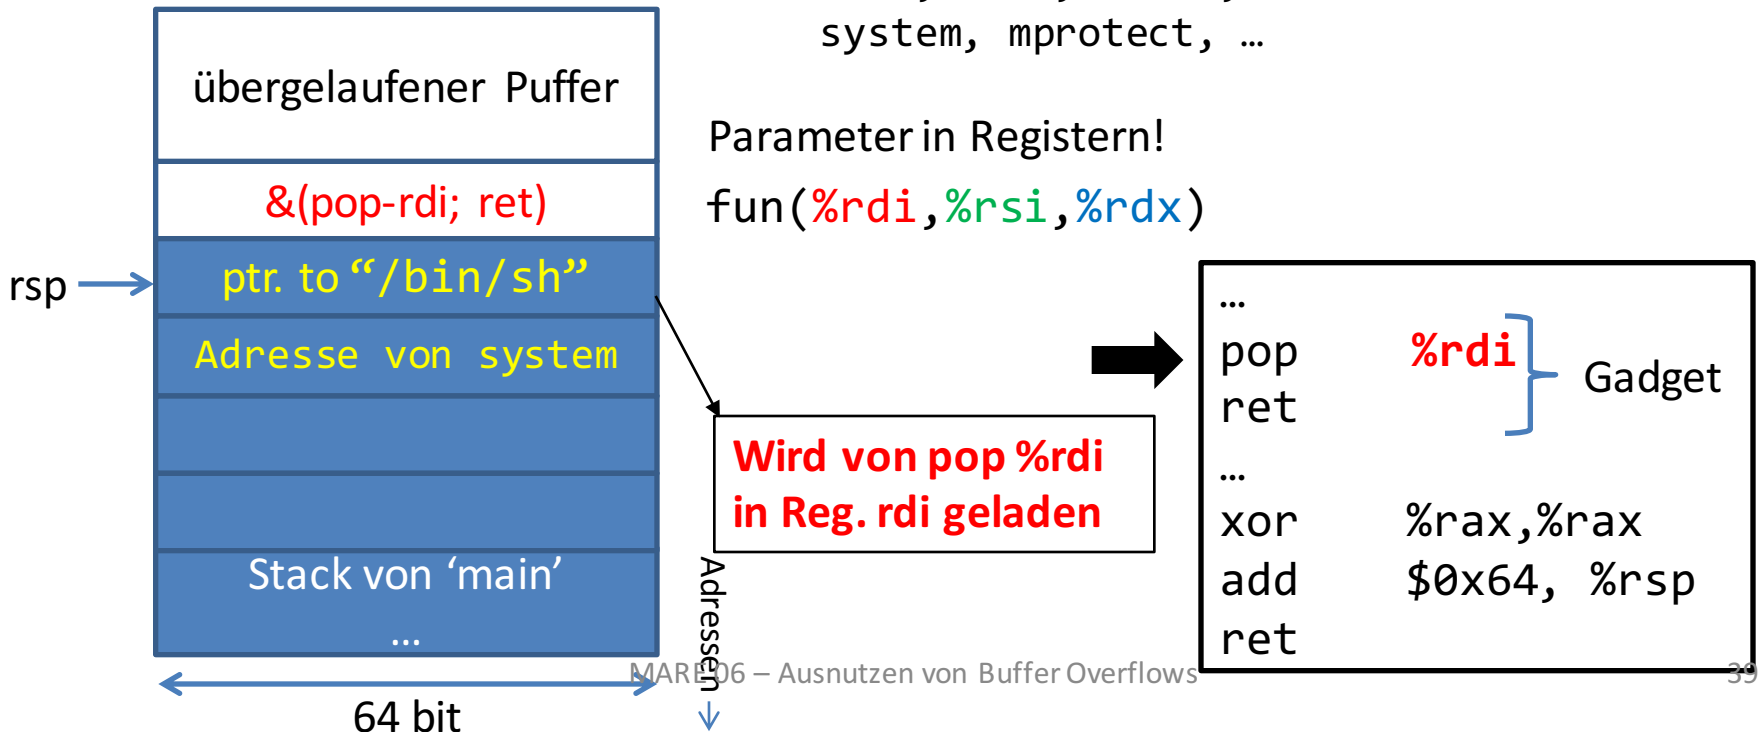 system, mprotect, …
übergelaufener Puffer
Parameter in Registern!
&(pop-rdi; ret)
fun(%rdi,%rsi,%rdx)
rsp
ptr. to “/bin/sh”
Adresse von system
…
pop %rdi
ret
Gadget
…
xor %rax,%rax
add $0x64, %rsp
ret
Wird von pop %rdi
in Reg. rdi geladen
Stack von ‘main’
…
Adressen
MARE 06 – Ausnutzen von Buffer Overflows
39
64 bit